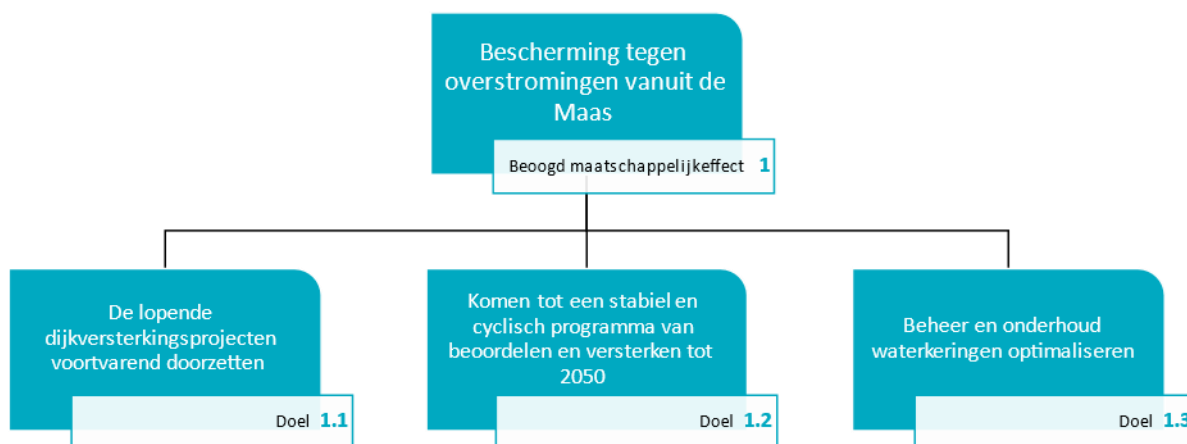 Bescherming tegen
overstromingen vanuit de
Maas
Beoogd maatschappelijkeffect 1
De lopende
dijkversterkingsprojecten
voortvarend doorzetten
Doel 1.1
Komen tot een stabiel en
cyclisch programma van
beoordelen en versterken tot
2050
Doel 1.2
Beheer en onderhoud
waterkeringen optimaliseren
Doel 1.3